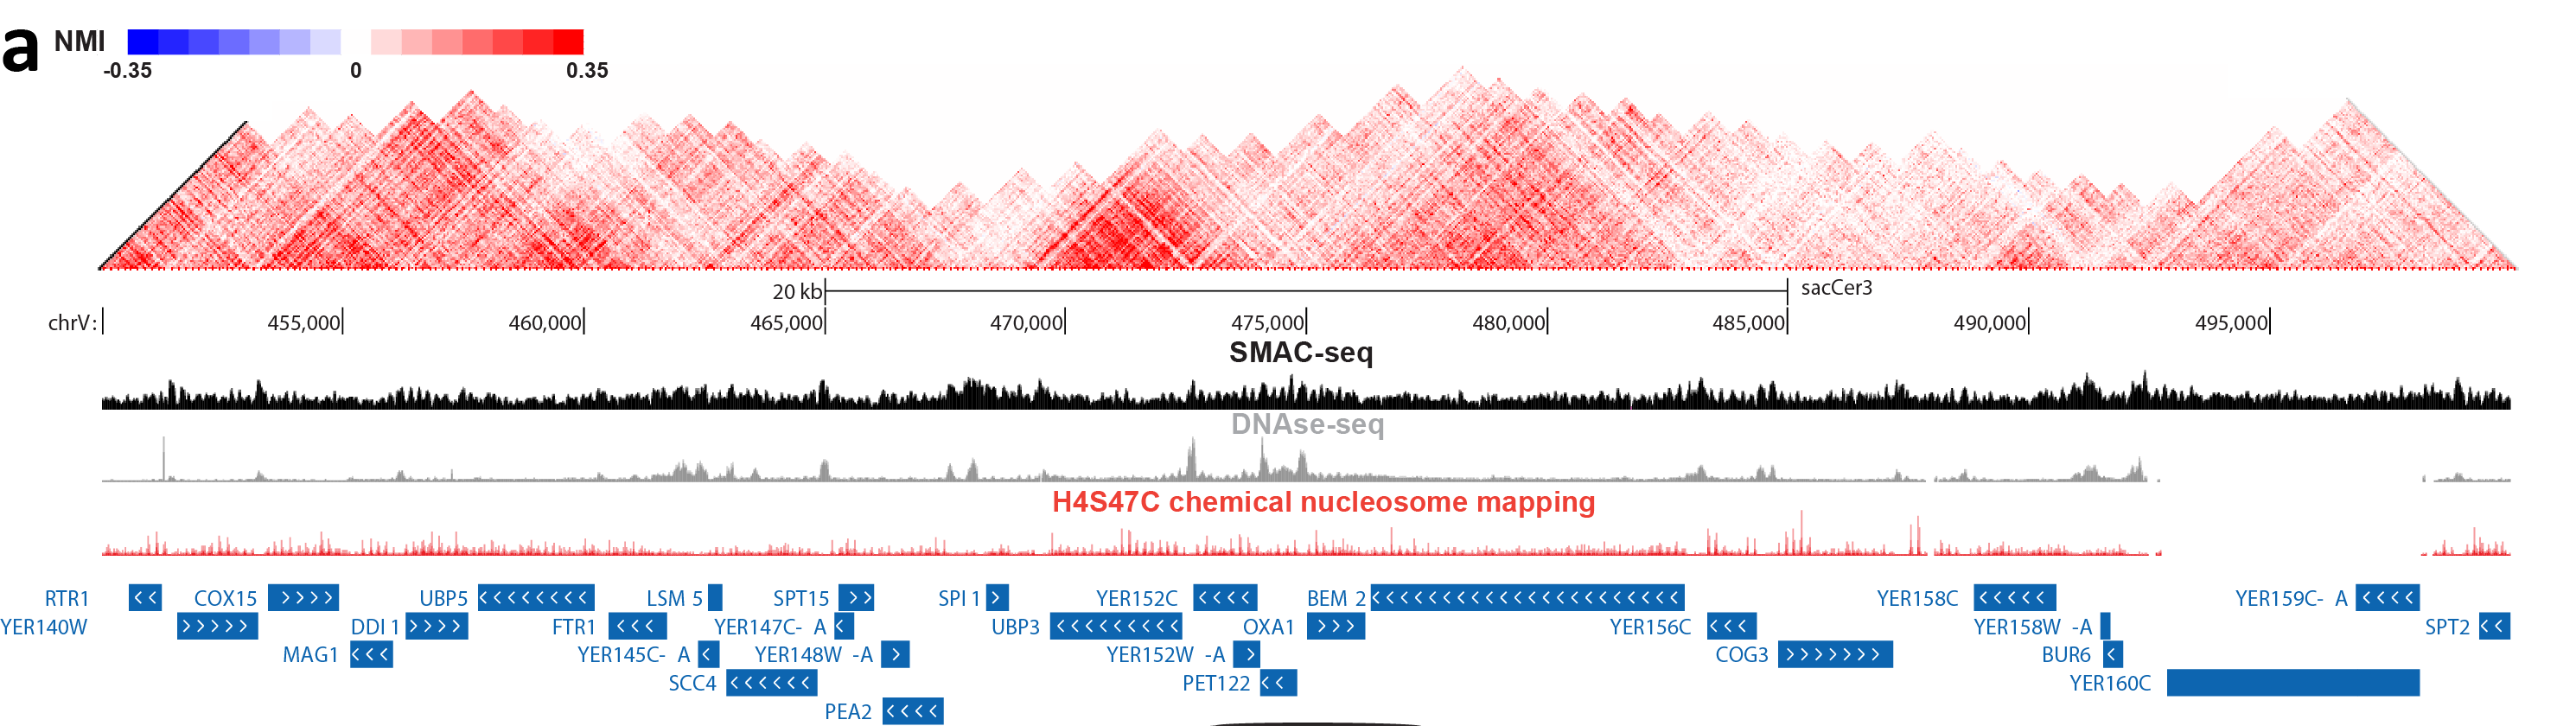 a NMI
-0.35 0 0.35
20 kb sacCer3
chrV: 455,000 460,000 465,000 470,000 475,000 480,000 485,000 490,000 495,000
SMAC-seq
DNAse-seq
H4S47C chemical nucleosome mapping
RTR1 COX15 UBP5 LSM 5 SPT15 SPI 1 YER152C BEM 2 YER158C YER159C- A
YER140W DDI 1 FTR1 YER147C- A UBP3 OXA1 YER156C YER158W -A SPT2
MAG1 YER145C- A YER148W -A YER152W -A COG3 BUR6
SCC4 PET122 YER160C
PEA2